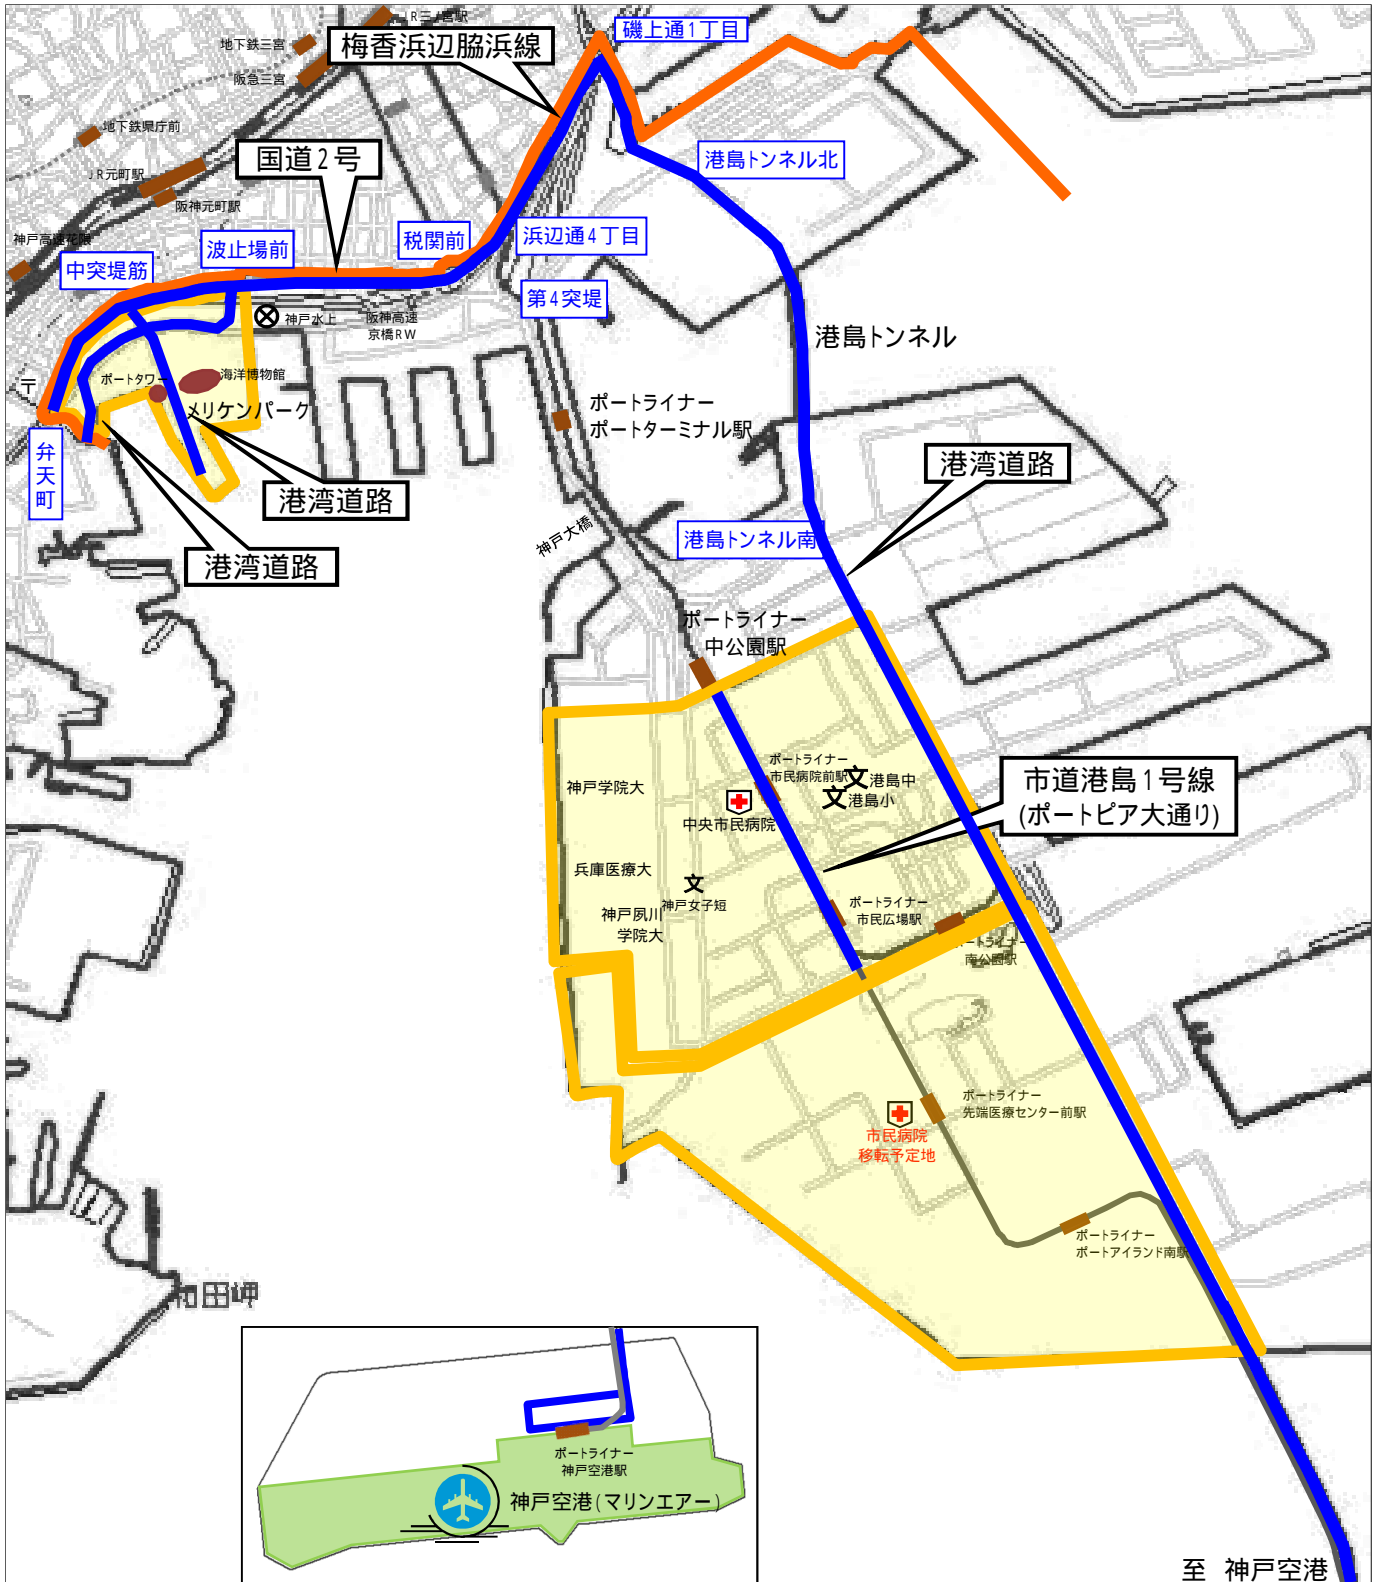 JR三ノ宮駅
地下鉄三宮
阪急三宮
梅香浜辺脇浜線
磯上通1丁目
地下鉄県庁前
国道2号
港島トンネル北
JR元町駅
阪神元町駅
神戸高速花隈
中突堤筋
波止場前
税関前
浜辺通4丁目
第4突堤
神戸水上
阪神高速
京橋RW
港島トンネル
〒
ポートタワー
海洋博物館
メリケンパーク
ポートライナー
ポートターミナル駅
弁天町
港湾道路
港湾道路
港湾道路
神戸大橋
港島トンネル南
ポートライナー
中公園駅
ポートライナー
市民病院前駅
文
港島中
文
港島小
市道港島1号線
(ポートピア大通り)
神戸学院大
中央市民病院
兵庫医療大
文
神戸女子短
神戸夙川
学院大
ポートライナー
市民広場駅
ポートライナー
南公園駅
ポートライナー
先端医療センター前駅
市民病院
移転予定地
ポートライナー
ポートアイランド南駅
和田岬
ポートライナー
神戸空港駅
神戸空港(マリンエアー)
至 神戸空港